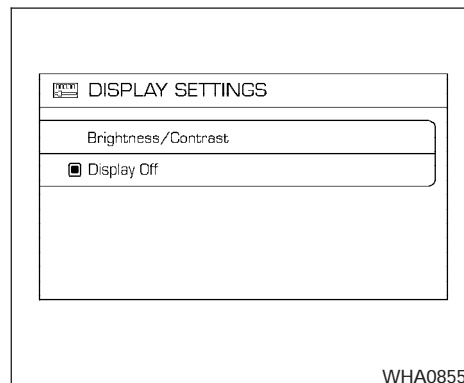 DISPLAY SETTINGS
Brightness/Contrast
Display Off
WHA0855